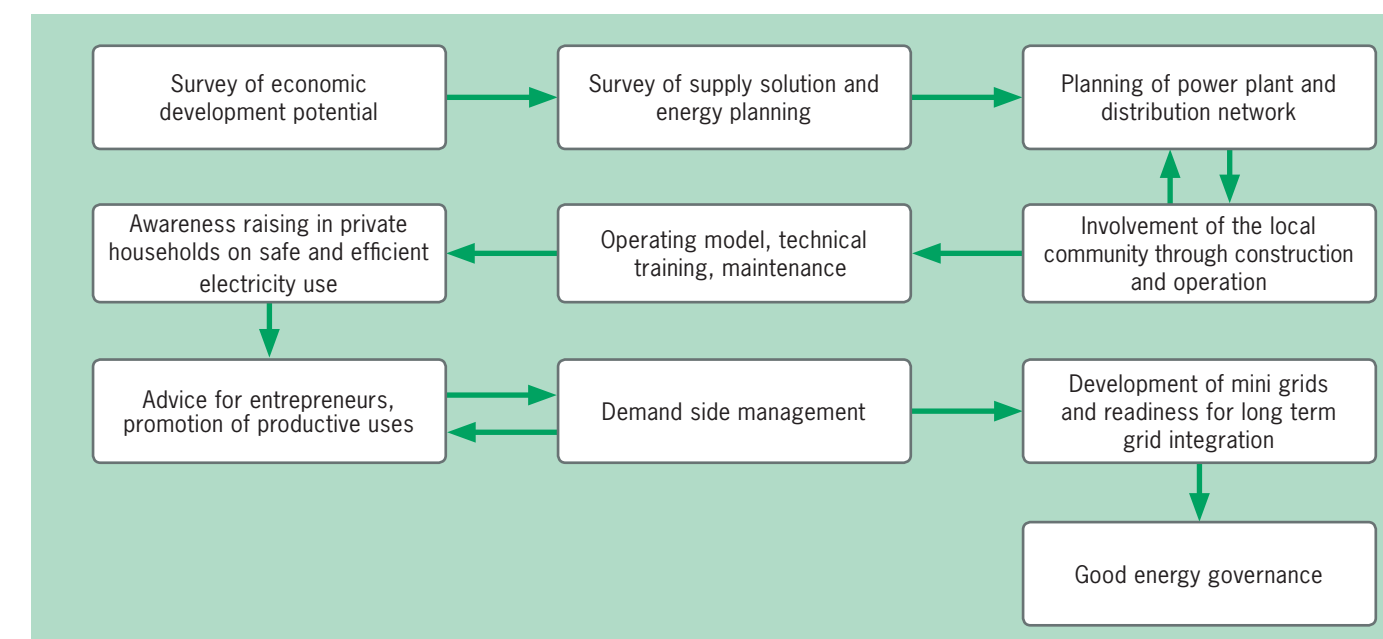 Survey of economic
development potential
Survey of supply solution and
energy planning
Planning of power plant and
distribution network
Awareness raising in private
households on safe and efficient
electricity use
Operating model, technical
training, maintenance
Involvement of the local
community through construction
and operation
Advice for entrepreneurs,
promotion of productive uses
Demand side management
Development of mini grids
and readiness for long term
grid integration
Good energy governance